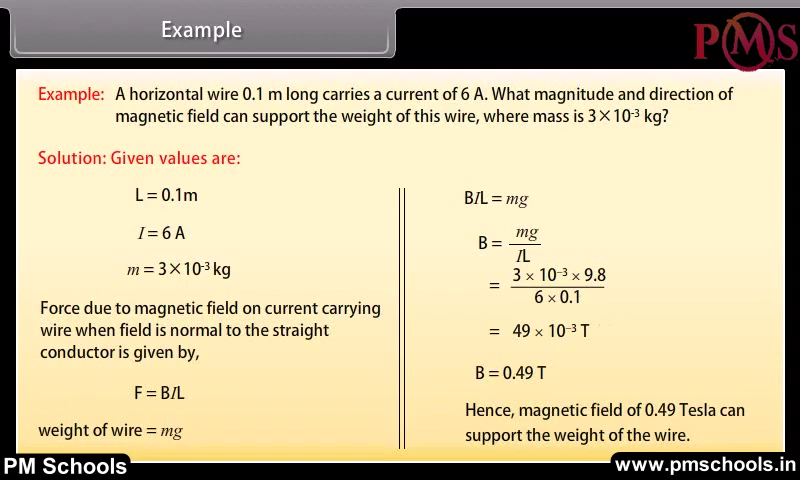 Example
PMS
Example: A horizontal wire 0.1 m long carries a current of 6 A. What magnitude and direction of
magnetic field can support the weight of this wire, where mass is 3×10⁻³ kg?
Solution: Given values are:
L = 0.1m
I = 6 A
m = 3×10⁻³ kg
Force due to magnetic field on current carrying
wire when field is normal to the straight
conductor is given by,
F = BIL
weight of wire = mg
BIL = mg
B = mg / IL
= 3 × 10⁻³ × 9.8 / 6 × 0.1
= 49 × 10⁻³ T
B = 0.49 T
Hence, magnetic field of 0.49 Tesla can
support the weight of the wire.
PM Schools
www.pmschools.in